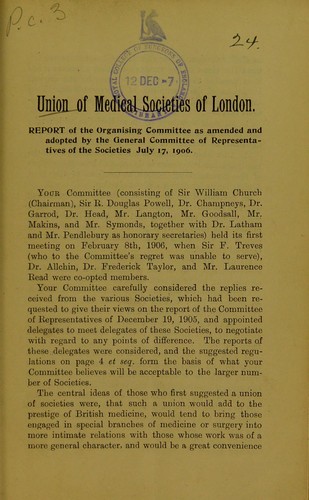 P.c. 3
24.
ROYAL COLLEGE OF SURGEONS OF ENGLAND
12 DEC -7
LIBRARY
Union of Medical Societies of London.
REPORT of the Organising Committee as amended and
adopted by the General Committee of Representa-
tives of the Societies July 17, 1906.
YOUR Committee (consisting of Sir William Church
(Chairman), Sir R. Douglas Powell, Dr. Champneys, Dr.
Garrod, Dr. Head, Mr. Langton, Mr. Goodsall, Mr.
Makins, and Mr. Symonds, together with Dr. Latham
and Mr. Pendlebury as honorary secretaries) held its first
meeting on February 8th, 1906, when Sir F. Treves
(who to the Committee's regret was unable to serve),
Dr. Allchin, Dr. Frederick Taylor, and Mr. Laurence
Read were co-opted members.
Your Committee carefully considered the replies re-
ceived from the various Societies, which had been re-
quested to give their views on the report of the Committee
of Representatives of December 19, 1905, and appointed
delegates to meet delegates of these Societies, to negotiate
with regard to any points of difference. The reports of
these delegates were considered, and the suggested regu-
lations on page 4 et seq. form the basis of what your
Committee believes will be acceptable to the larger num-
ber of Societies.
The central ideas of those who first suggested a union
of societies were, that such a union would add to the
prestige of British medicine, would tend to bring those
engaged in special branches of medicine or surgery into
more intimate relations with those whose work was of a
more general character, and would be a great convenience